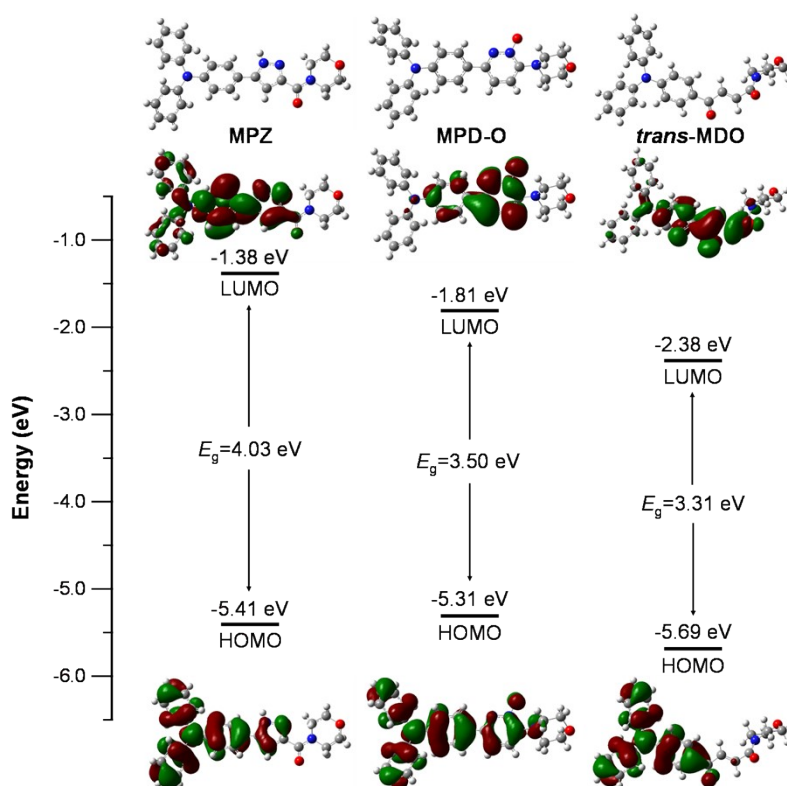 MPZ
MPD-O
trans-MDO
Energy (eV)
-1.0
-2.0
-3.0
-4.0
-5.0
-6.0
-1.38 eV
LUMO
Eg=4.03 eV
-5.41 eV
HOMO
-1.81 eV
LUMO
Eg=3.50 eV
-5.31 eV
HOMO
-2.38 eV
LUMO
Eg=3.31 eV
-5.69 eV
HOMO